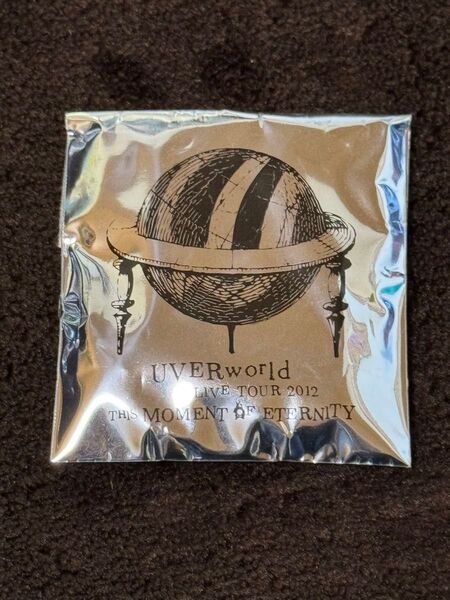 UVERworld
LIVE TOUR 2012
THIS MOMENT OF ETERNITY